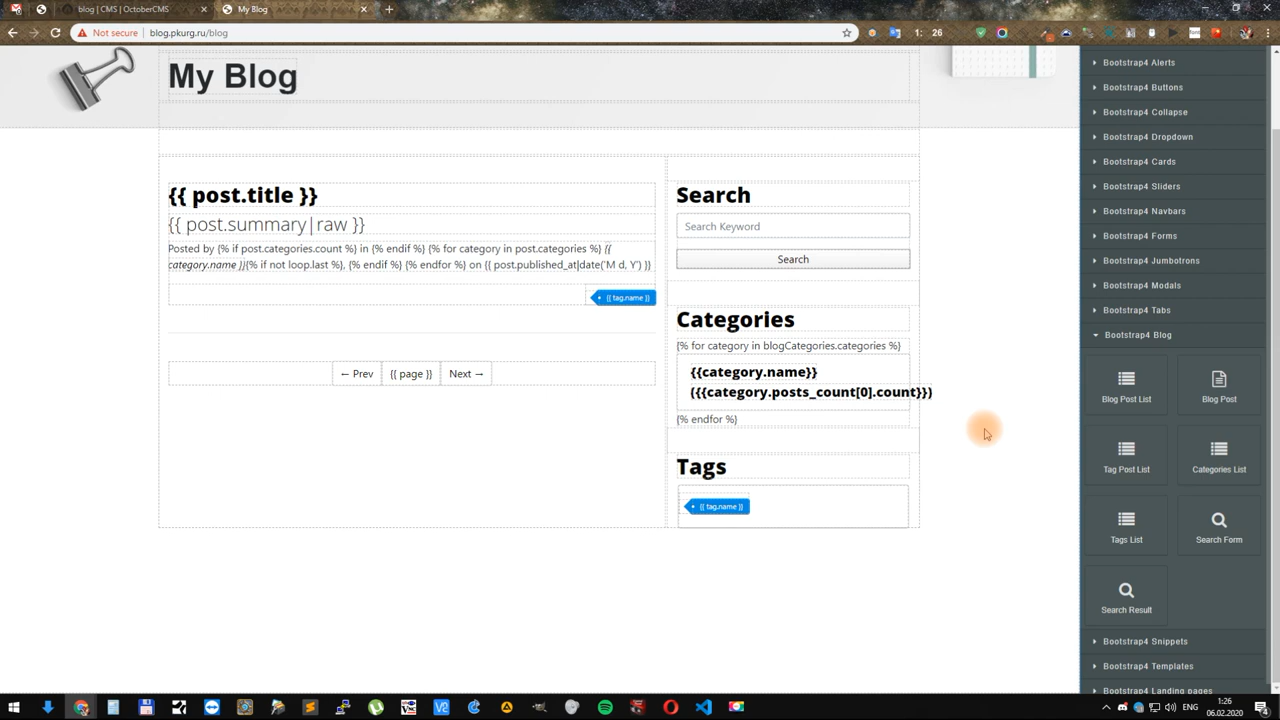 blog | CMS | OctoberCMS
My Blog
Not secure
blog.pkurg.ru/blog
1:
26
My Blog
{{ post.title }}
{{ post.summary|raw }}
Posted by {% if post.categories.count %} in {% endif %} {% for category in post.categories %} {{
category.name }}{% if not loop.last %}, {% endif %} {% endfor %} on {{ post.published_at|date('M d, Y') }}
{{ tag.name }}
← Prev
{{ page }}
Next →
Search
Search Keyword
Search
Categories
{% for category in blogCategories.categories %}
{{category.name}}
({{category.posts_count[0].count}})
{% endfor %}
Tags
{{ tag.name }}
Bootstrap4 Alerts
Bootstrap4 Buttons
Bootstrap4 Collapse
Bootstrap4 Dropdown
Bootstrap4 Cards
Bootstrap4 Sliders
Bootstrap4 Navbars
Bootstrap4 Forms
Bootstrap4 Jumbotrons
Bootstrap4 Modals
Bootstrap4 Tabs
Bootstrap4 Blog
Blog Post List
Blog Post
Tag Post List
Categories List
Tags List
Search Form
Search Result
Bootstrap4 Snippets
Bootstrap4 Templates
Bootstrap4 Landing pages
1:26
06.02.2020